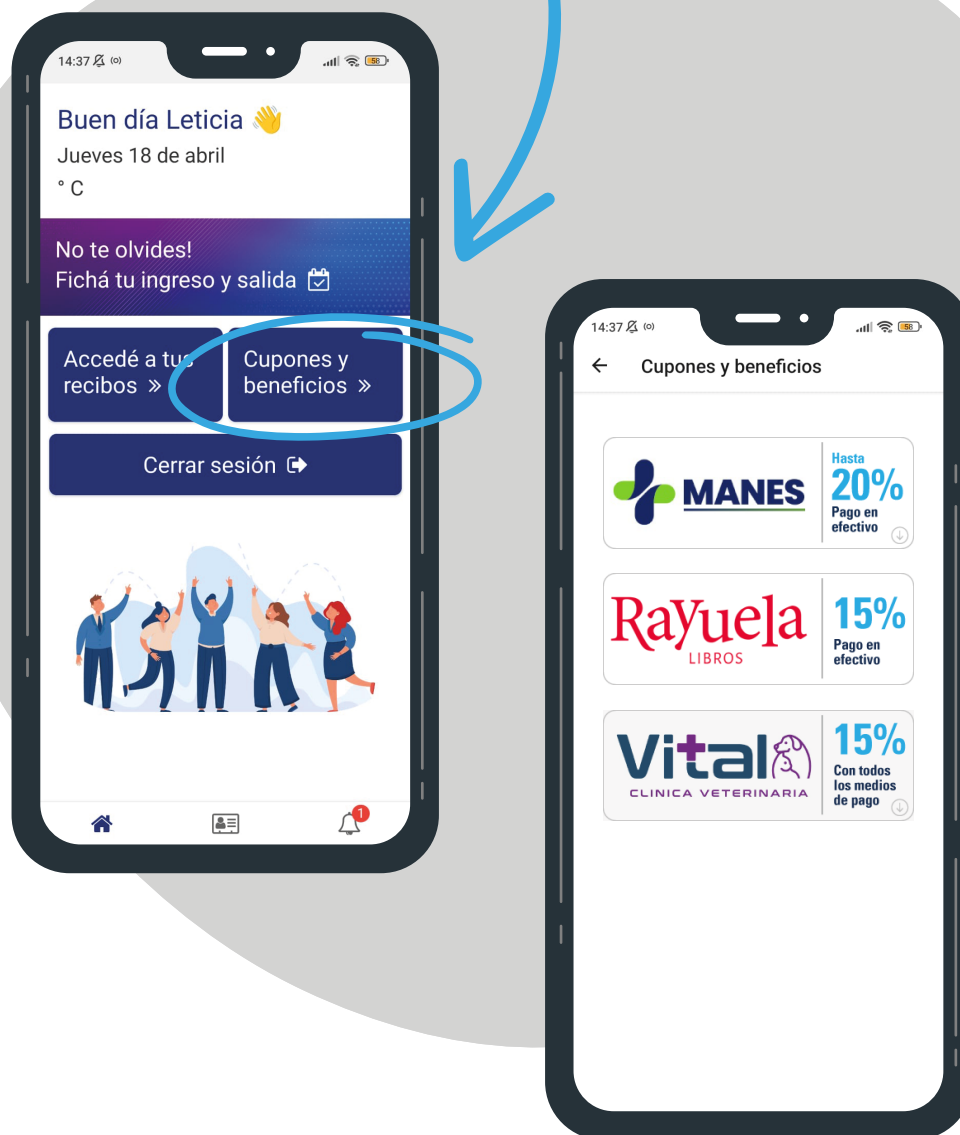 14:37
58
Buen día Leticia 👋
Jueves 18 de abril
° C
No te olvides!
Fichá tu ingreso y salida
Accedé a tus
recibos »
Cupones y
beneficios »
Cerrar sesión
1
14:37
58
← Cupones y beneficios
MANES
Hasta
20%
Pago en
efectivo
Rayuela
LIBROS
15%
Pago en
efectivo
Vital
CLINICA VETERINARIA
15%
Con todos
los medios
de pago